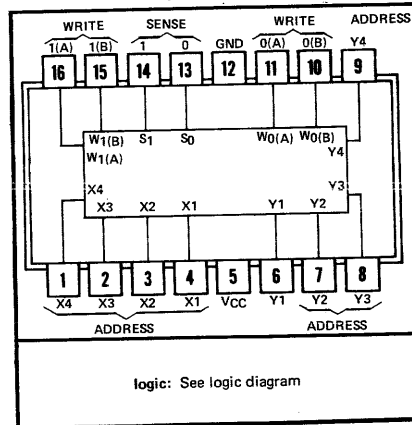 WRITE SENSE WRITE ADDRESS
1(A) 1(B) 1 0 GND 0(A) 0(B) Y4
16 15 14 13 12 11 10 9
W1(B) S1 S0 W0(A) W0(B)
W1(A) Y4
X4 Y3
X3 X2 X1 Y1 Y2
1 2 3 4 5 6 7 8
X4 X3 X2 X1 VCC Y1 Y2 Y3
ADDRESS ADDRESS
logic: See logic diagram